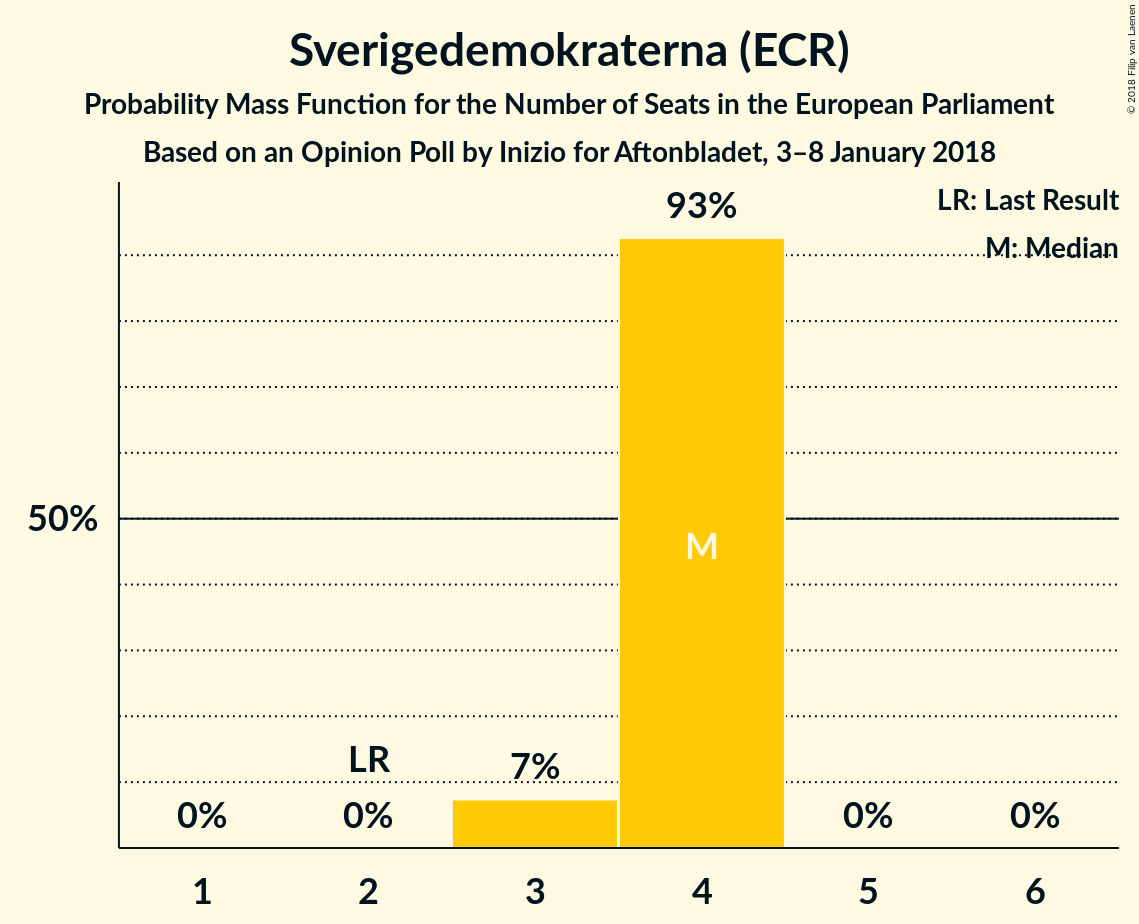 Sverigedemokraterna (ECR)
Probability Mass Function for the Number of Seats in the European Parliament
Based on an Opinion Poll by Inizio for Aftonbladet, 3–8 January 2018
© 2018 Filip van Laenen
LR: Last Result
M: Median
93%
50%
M
LR
7%
0%
0%
0%
0%
1
2
3
4
5
6